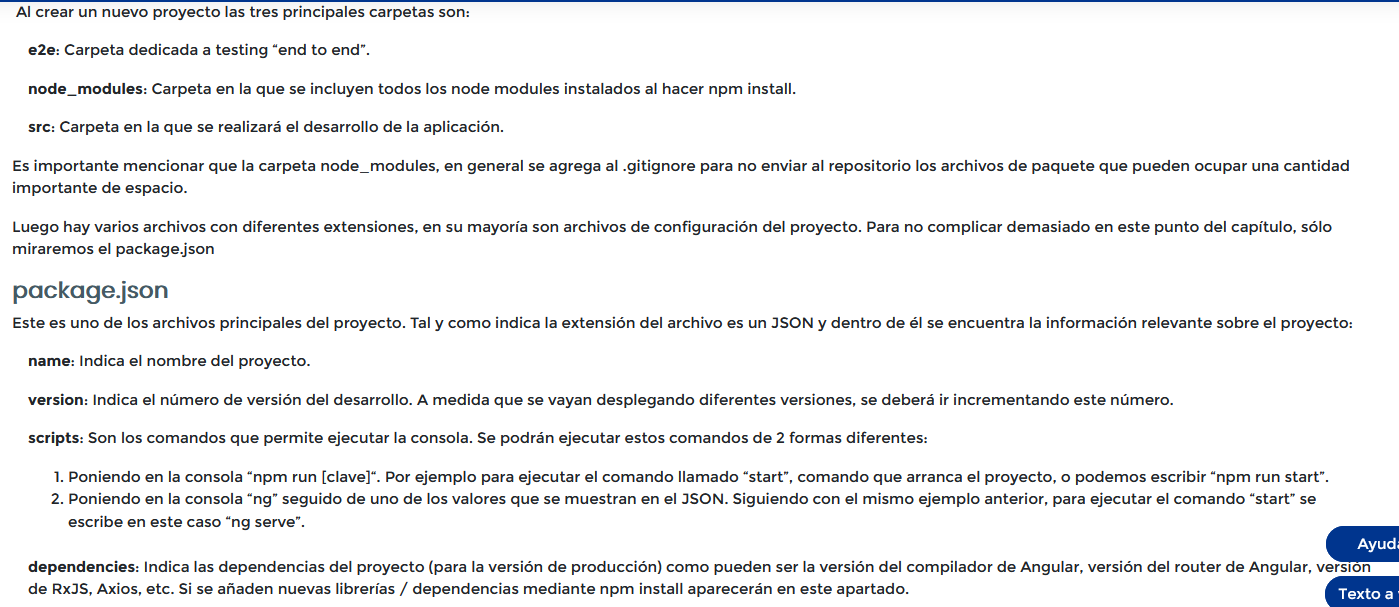 Al crear un nuevo proyecto las tres principales carpetas son:
e2e: Carpeta dedicada a testing “end to end”.
node_modules: Carpeta en la que se incluyen todos los node modules instalados al hacer npm install.
src: Carpeta en la que se realizará el desarrollo de la aplicación.
Es importante mencionar que la carpeta node_modules, en general se agrega al .gitignore para no enviar al repositorio los archivos de paquete que pueden ocupar una cantidad
importante de espacio.
Luego hay varios archivos con diferentes extensiones, en su mayoría son archivos de configuración del proyecto. Para no complicar demasiado en este punto del capítulo, sólo
miraremos el package.json
package.json
Este es uno de los archivos principales del proyecto. Tal y como indica la extensión del archivo es un JSON y dentro de él se encuentra la información relevante sobre el proyecto:
name: Indica el nombre del proyecto.
version: Indica el número de versión del desarrollo. A medida que se vayan desplegando diferentes versiones, se deberá ir incrementando este número.
scripts: Son los comandos que permite ejecutar la consola. Se podrán ejecutar estos comandos de 2 formas diferentes:
1. Poniendo en la consola “npm run [clave]“. Por ejemplo para ejecutar el comando llamado “start”, comando que arranca el proyecto, o podemos escribir “npm run start”.
2. Poniendo en la consola “ng” seguido de uno de los valores que se muestran en el JSON. Siguiendo con el mismo ejemplo anterior, para ejecutar el comando “start” se
escribe en este caso “ng serve”.
Ayuda
dependencies: Indica las dependencias del proyecto (para la versión de producción) como pueden ser la versión del compilador de Angular, versión del router de Angular, versión
de RxJS, Axios, etc. Si se añaden nuevas librerías / dependencias mediante npm install aparecerán en este apartado.
Texto a